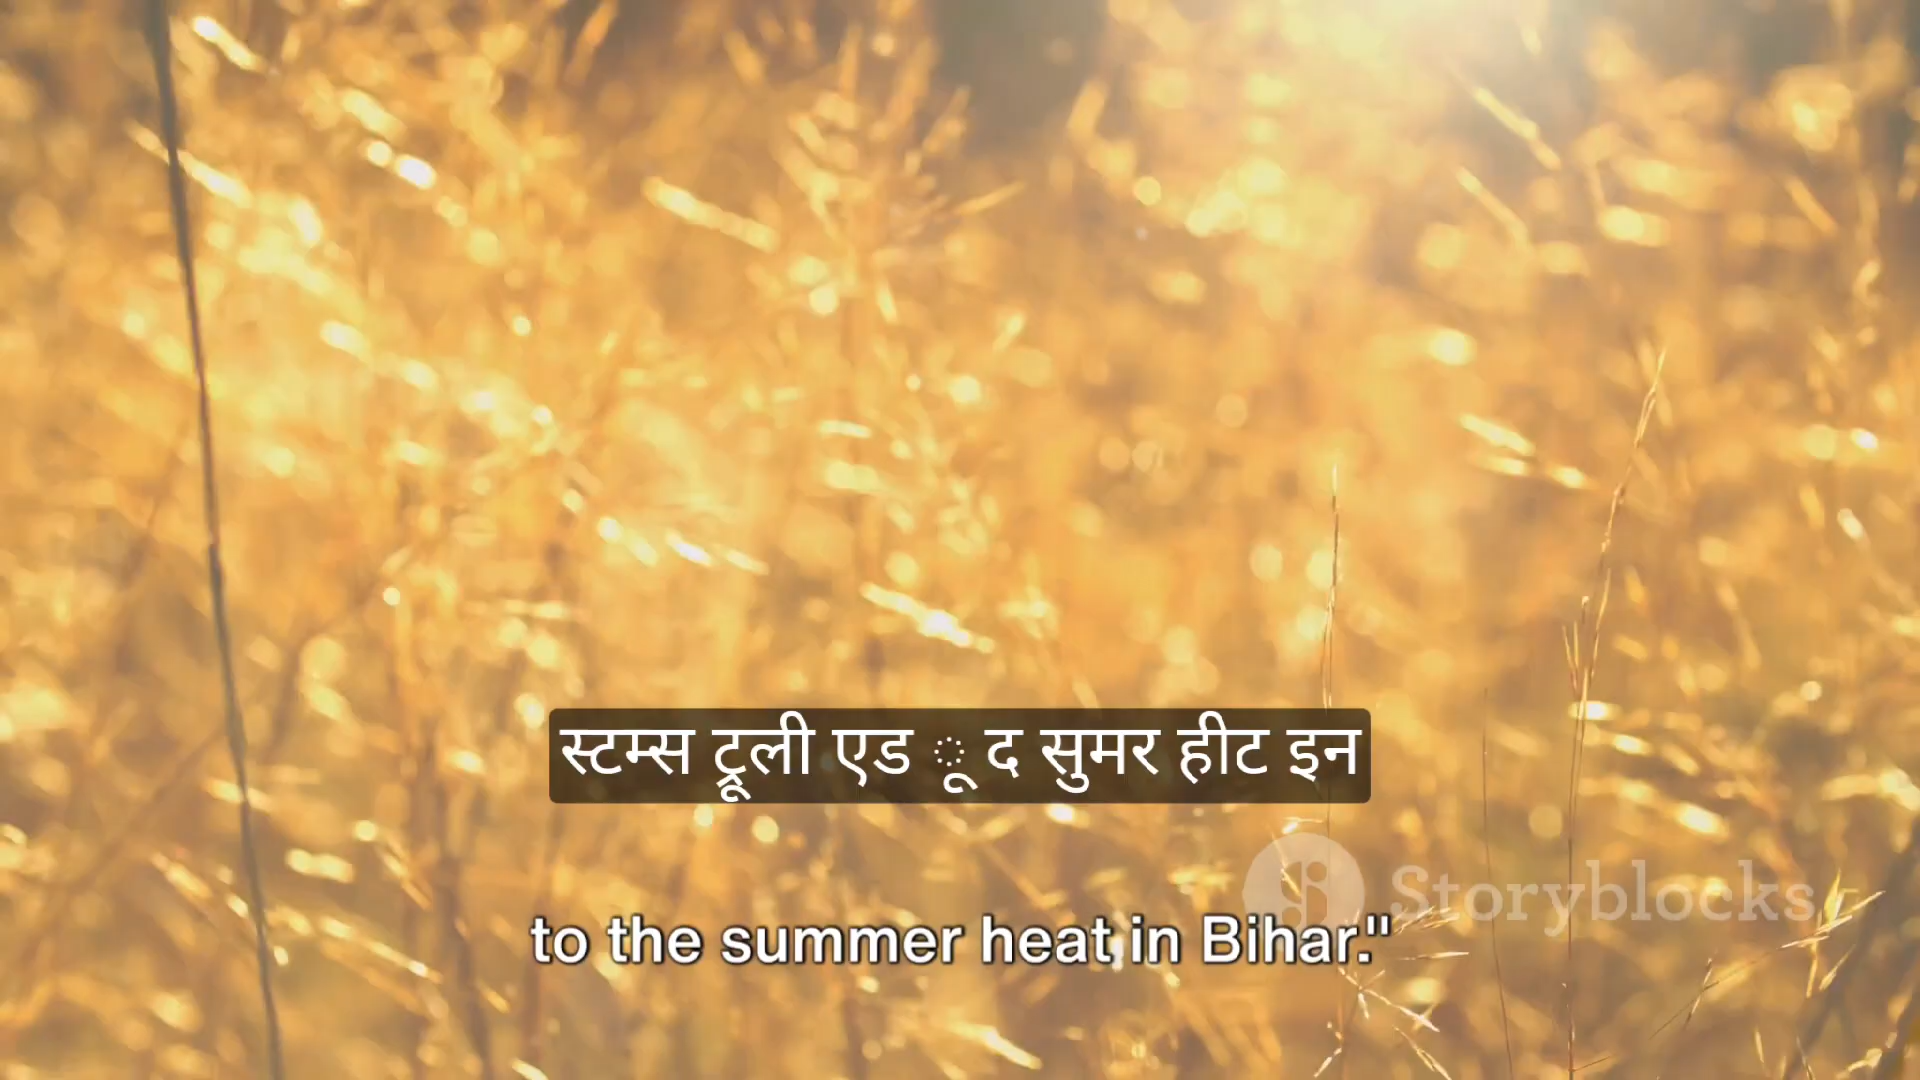 स्टम्स ट्रूली एड ू द सुमर हीट इन
Storyblocks
to the summer heat in Bihar."